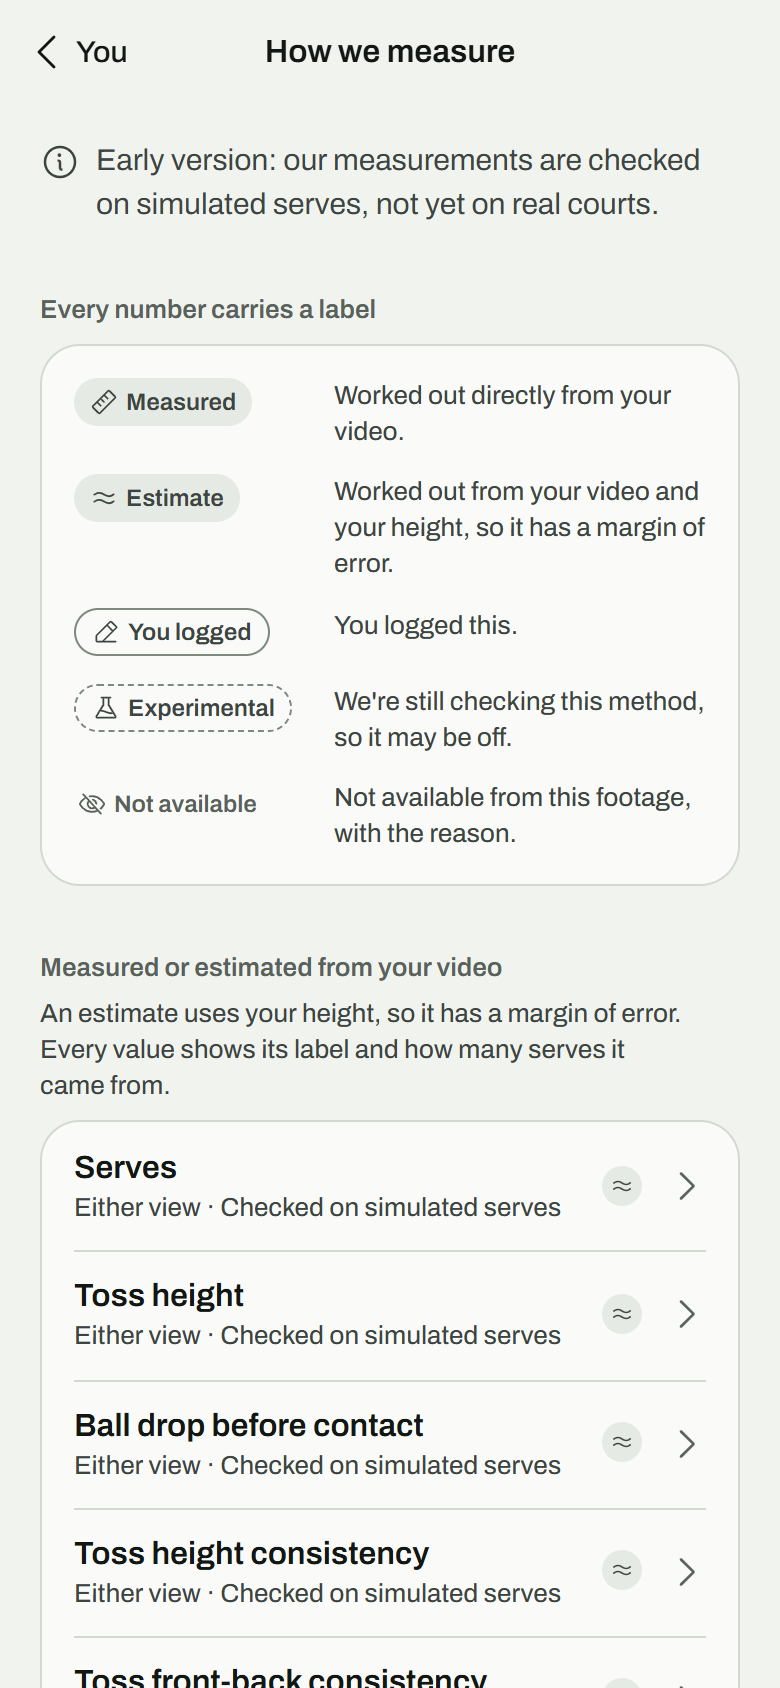 You
How we measure
Early version: our measurements are checked
on simulated serves, not yet on real courts.
Every number carries a label
Measured
Worked out directly from your
video.
Estimate
Worked out from your video and
your height, so it has a margin of
error.
You logged
You logged this.
Experimental
We're still checking this method,
so it may be off.
Not available
Not available from this footage,
with the reason.
Measured or estimated from your video
An estimate uses your height, so it has a margin of error.
Every value shows its label and how many serves it
came from.
Serves
Either view · Checked on simulated serves
Toss height
Either view · Checked on simulated serves
Ball drop before contact
Either view · Checked on simulated serves
Toss height consistency
Either view · Checked on simulated serves
Toss front-back consistency